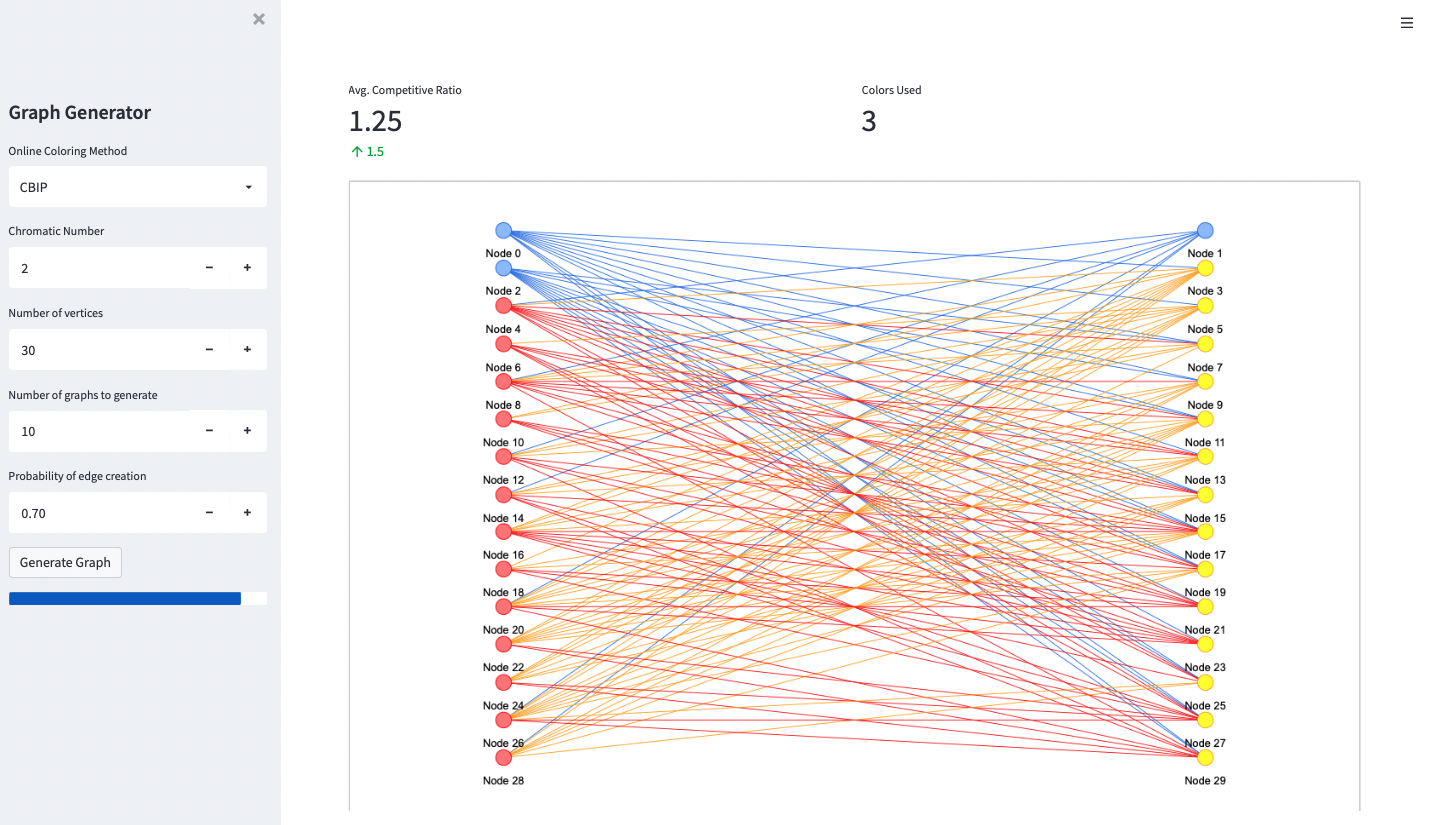 Graph Generator
Online Coloring Method
CBIP
Chromatic Number
2
Number of vertices
30
Number of graphs to generate
10
Probability of edge creation
0.70
Generate Graph
Avg. Competitive Ratio
1.25
1.5
Colors Used
3
Node 0 Node 1
Node 2 Node 3
Node 4 Node 5
Node 6 Node 7
Node 8 Node 9
Node 10 Node 11
Node 12 Node 13
Node 14 Node 15
Node 16 Node 17
Node 18 Node 19
Node 20 Node 21
Node 22 Node 23
Node 24 Node 25
Node 26 Node 27
Node 28 Node 29